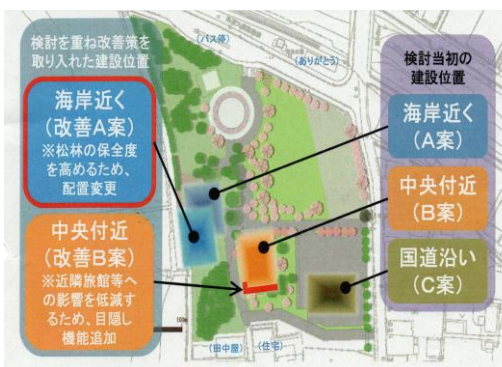 検討を重ね改善策を
取り入れた建設位置
海岸近く
(改善A案)
※松林の保全度
を高めるため、
配置変更
中央付近
(改善B案)
※近隣旅館等へ
の影響を低減す
るため、目隠し
機能追加
(バス停)
(ありがとう)
検討当初の
建設位置
海岸近く
(A案)
中央付近
(B案)
国道沿い
(C案)
100m
(田中屋)
(住宅)